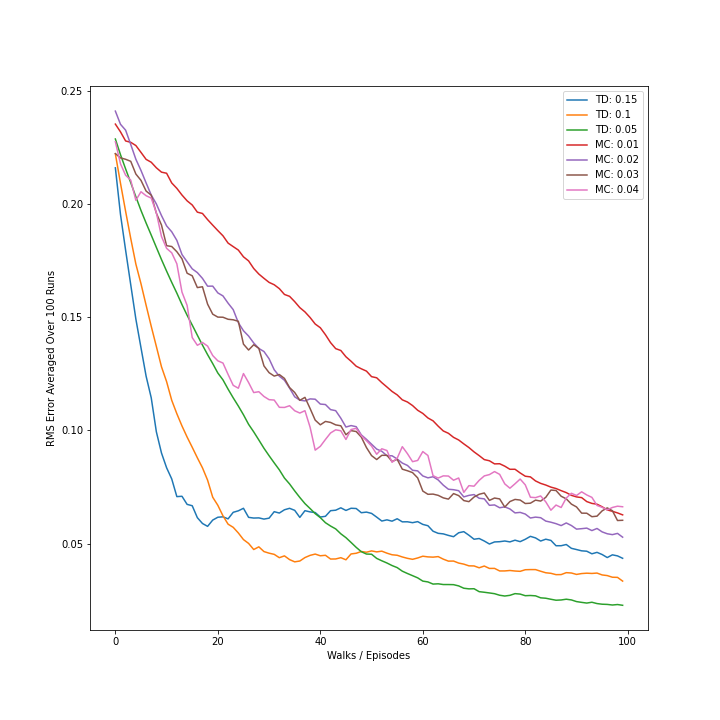 0.25
0.20
0.15
0.10
0.05
RMS Error Averaged Over 100 Runs
0
20
40
60
80
100
Walks / Episodes
TD: 0.15
TD: 0.1
TD: 0.05
MC: 0.01
MC: 0.02
MC: 0.03
MC: 0.04